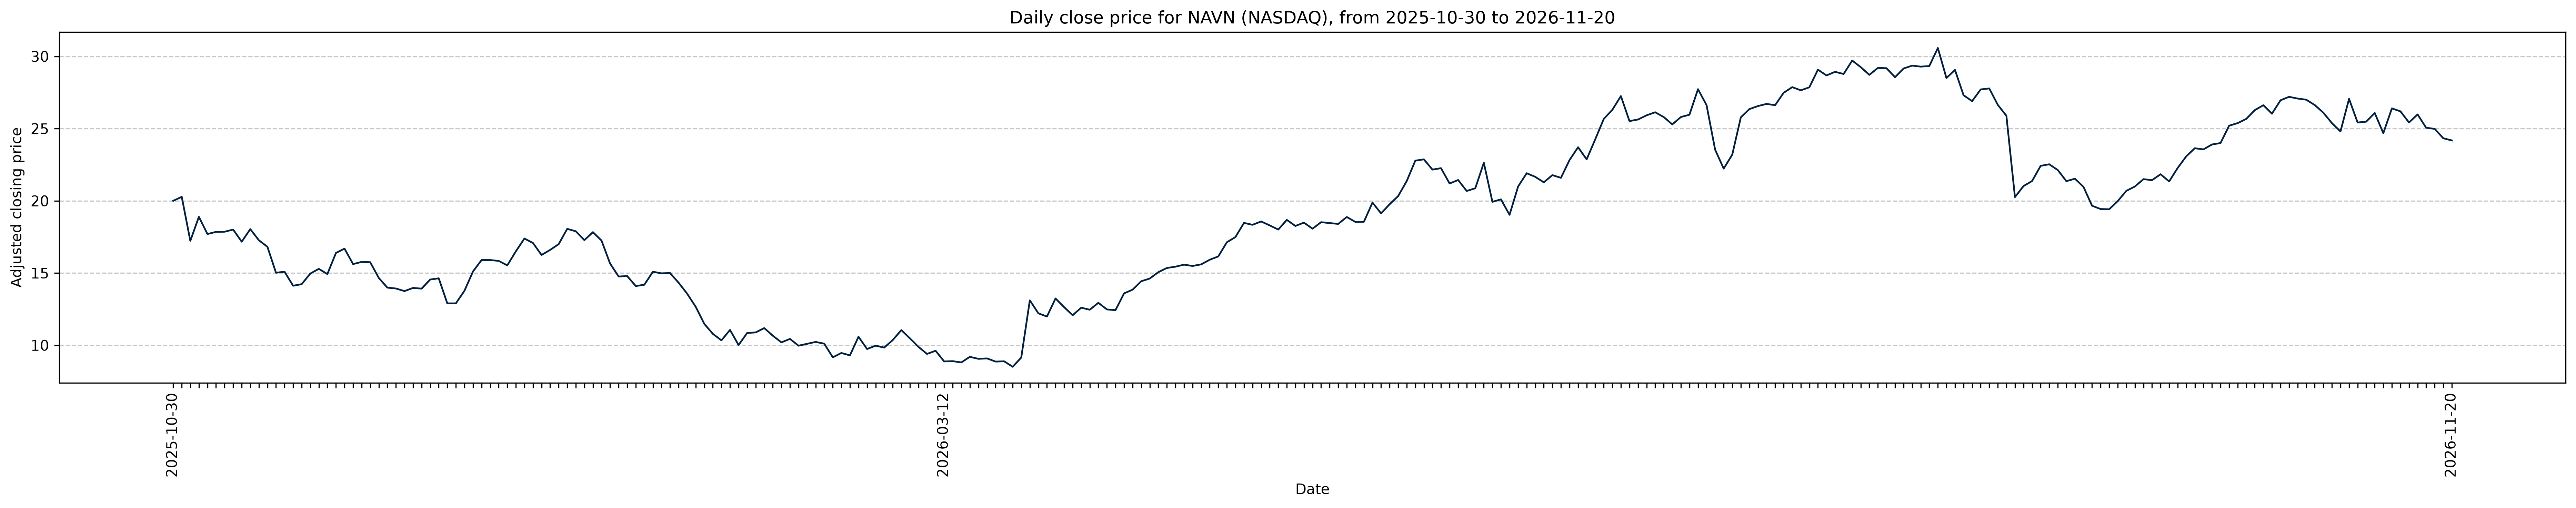 Daily close price for NAVN (NASDAQ), from 2025-10-30 to 2026-11-20
Adjusted closing price
30
25
20
15
10
2025-10-30
2026-03-12
2026-11-20
Date